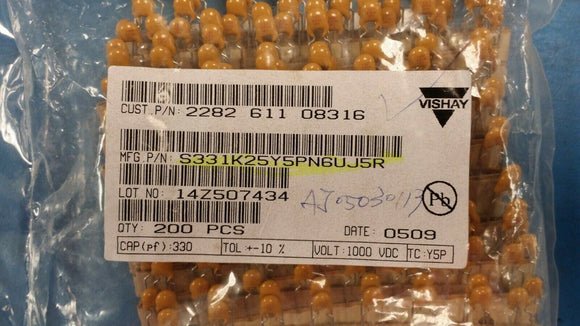 CUST.P/N: 2282 611 08316
VISHAY
MFG.P/N: S331K25Y5PN6UJ5R
LOT NO: 14Z507434
Pb
QTY: 200 PCS
DATE: 0509
CAP(pf):330 TOL +-10 % VOLT:1000 VDC TC:Y5P